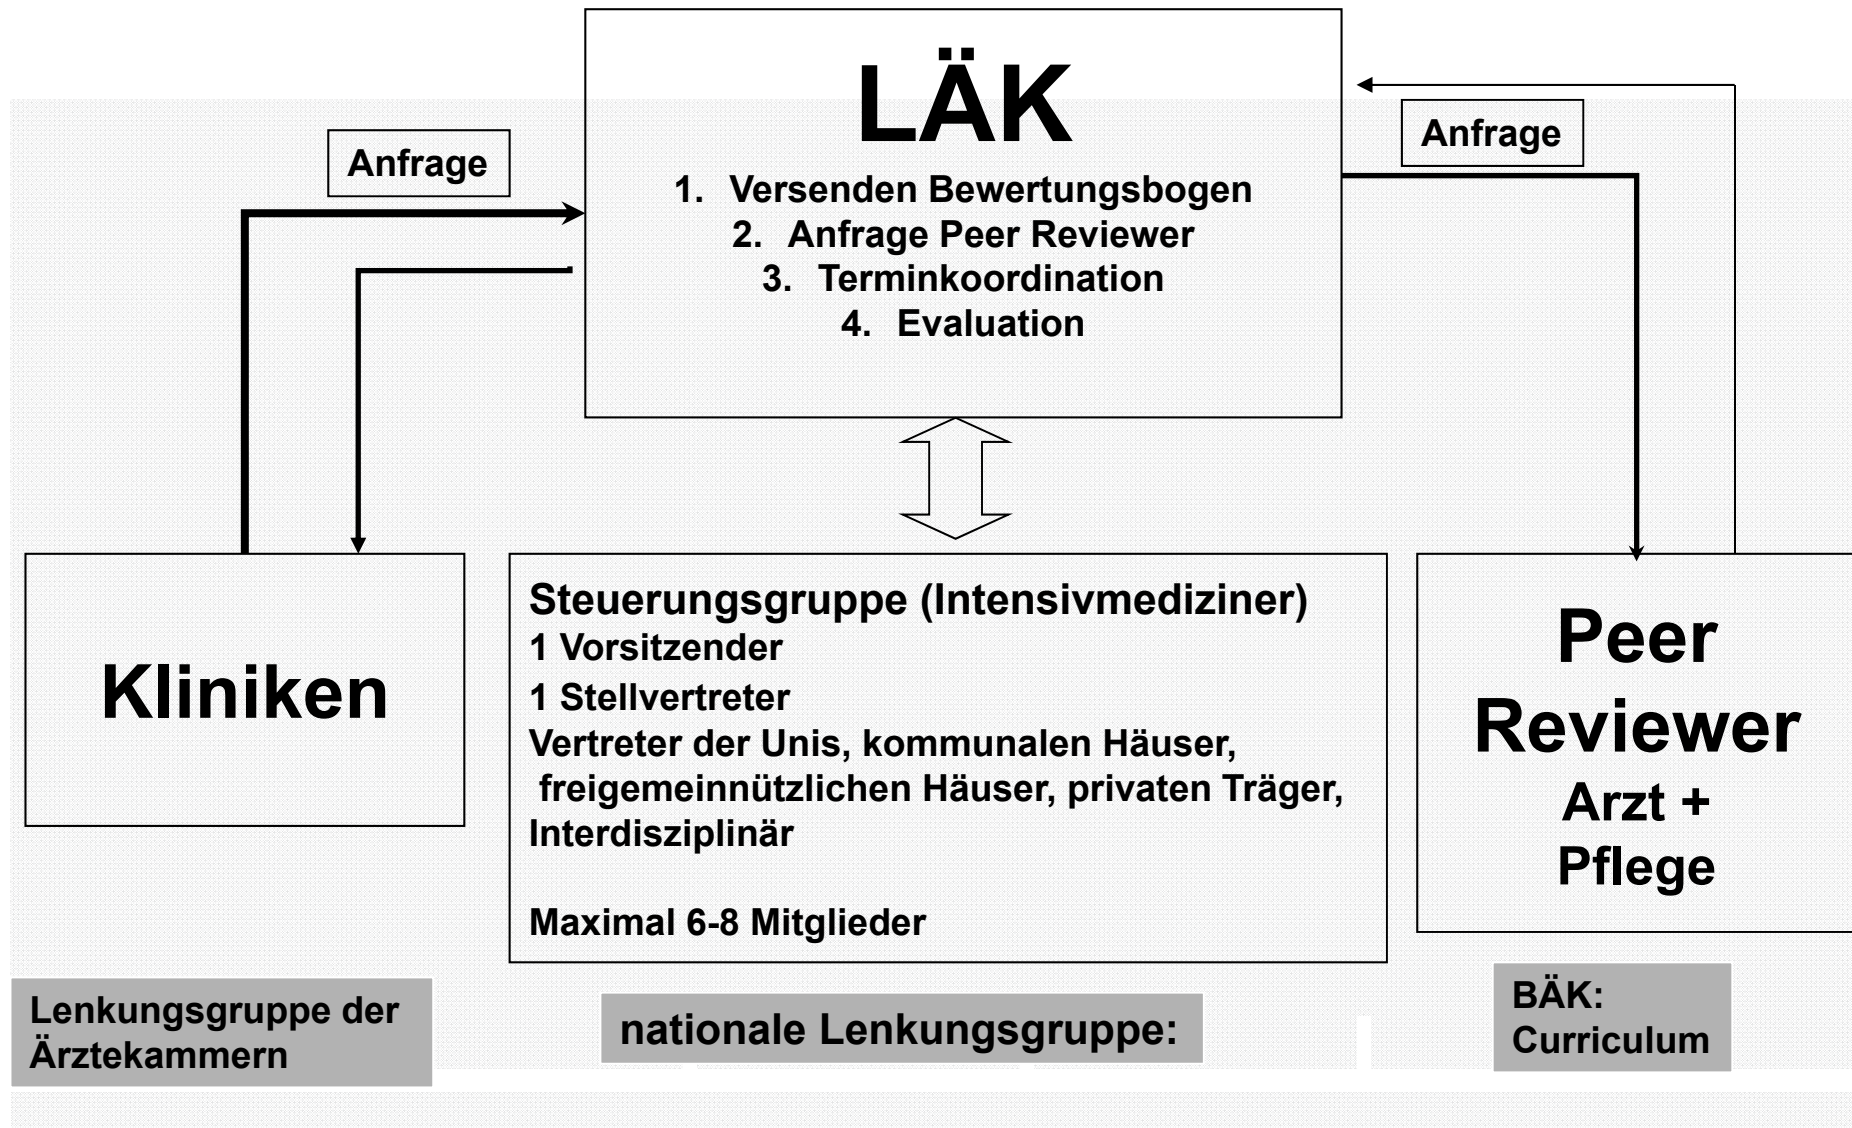 LÄK
1. Versenden Bewertungsbogen
2. Anfrage Peer Reviewer
3. Terminkoordination
4. Evaluation
Anfrage
Anfrage
Kliniken
Steuerungsgruppe (Intensivmediziner)
1 Vorsitzender
1 Stellvertreter
Vertreter der Unis, kommunalen Häuser,
freigemeinnützlichen Häuser, privaten Träger,
Interdisziplinär
Maximal 6-8 Mitglieder
Peer
Reviewer
Arzt +
Pflege
Lenkungsgruppe der
Ärztekammern
nationale Lenkungsgruppe:
BÄK:
Curriculum